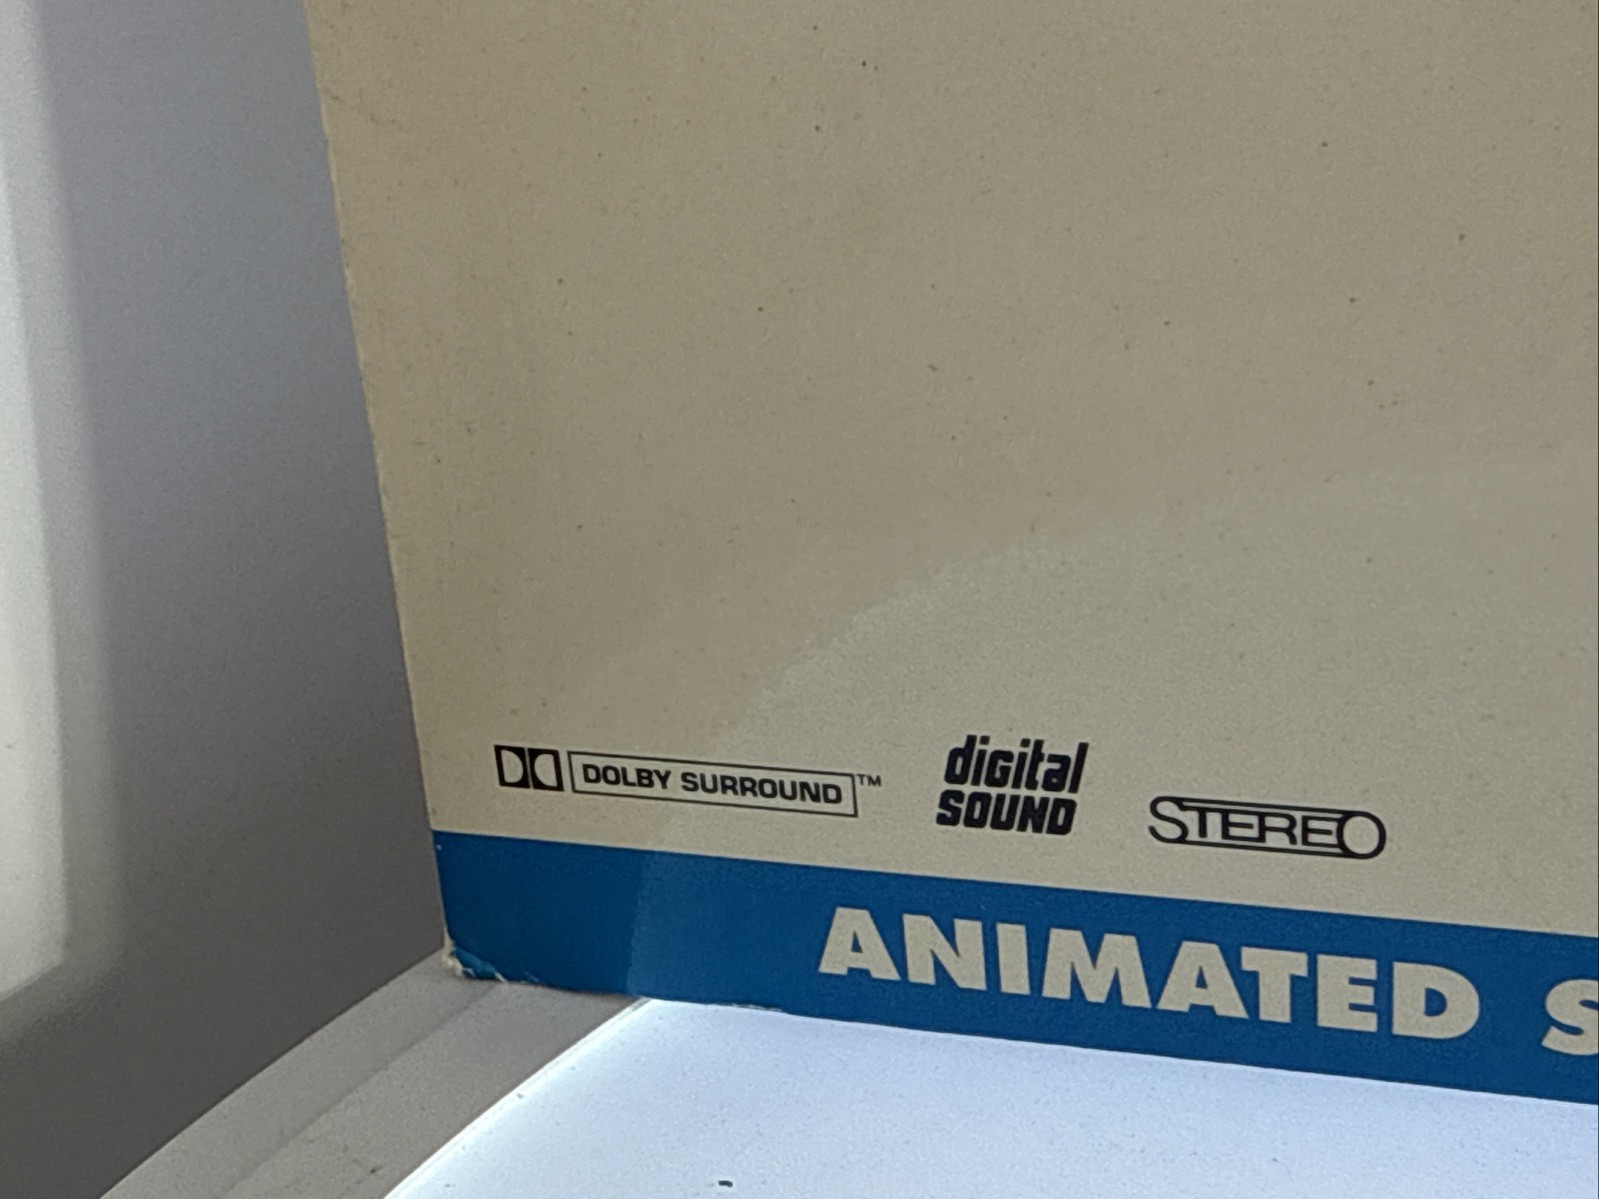 DOLBY SURROUND™
digital
SOUND
STEREO
ANIMATED S